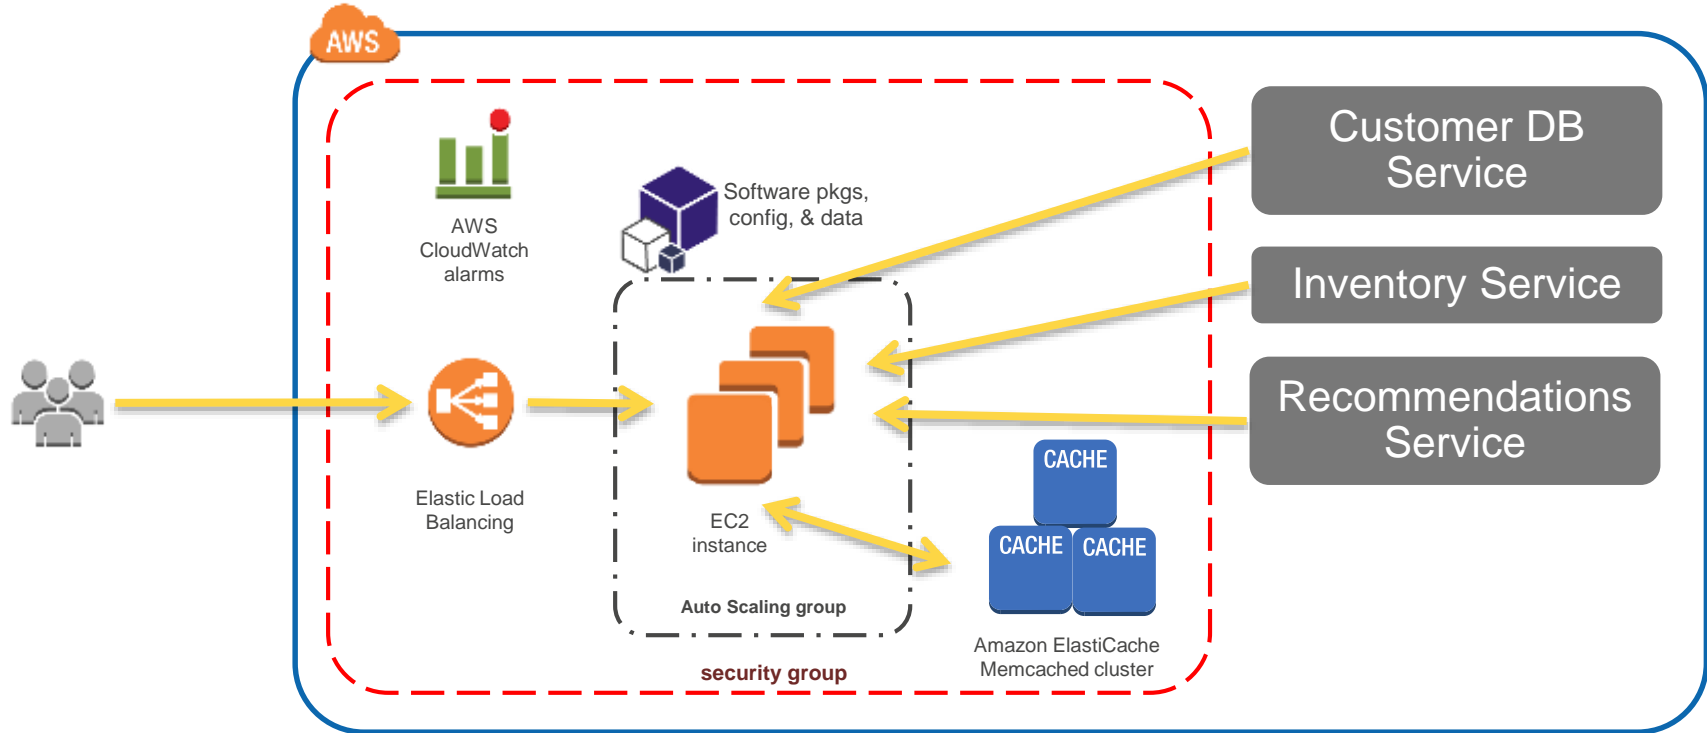 AWS
AWS
CloudWatch
alarms
Software pkgs,
config, & data
Customer DB
Service
Inventory Service
Recommendations
Service
Elastic Load
Balancing
EC2
instance
Auto Scaling group
security group
CACHE
CACHE
CACHE
Amazon ElastiCache
Memcached cluster